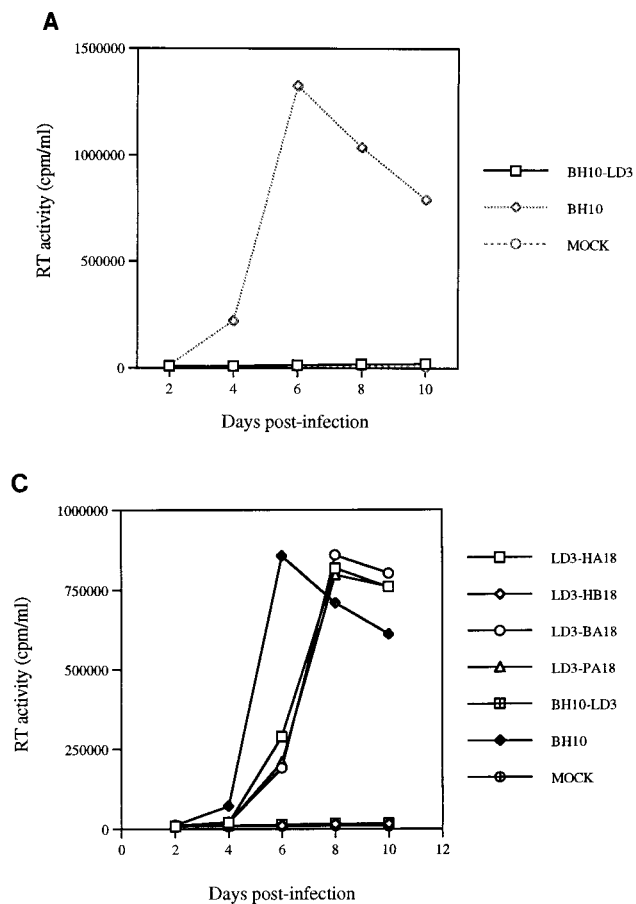 A
1500000
1000000
500000
0
RT activity (cpm/ml)
2 4 6 8 10
Days post-infection
BH10-LD3
BH10
MOCK
C
1000000
750000
500000
250000
0
RT activity (cpm/ml)
0 2 4 6 8 10 12
Days post-infection
LD3-HA18
LD3-HB18
LD3-BA18
LD3-PA18
BH10-LD3
BH10
MOCK